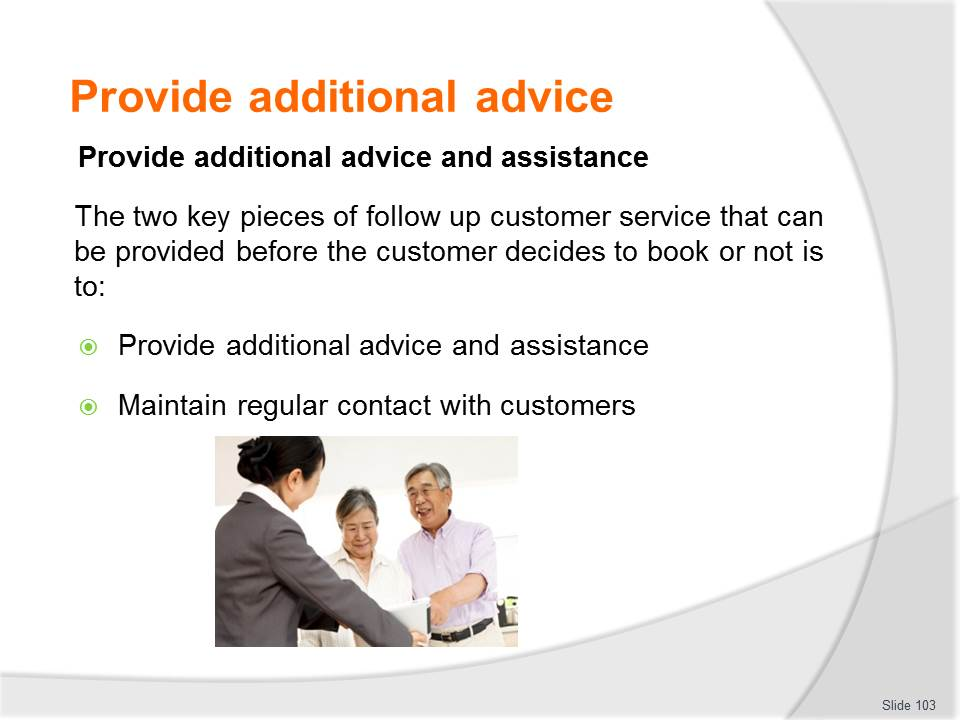 Provide additional advice
Provide additional advice and assistance
The two key pieces of follow up customer service that can
be provided before the customer decides to book or not is
to:
Provide additional advice and assistance
Maintain regular contact with customers
Slide 103